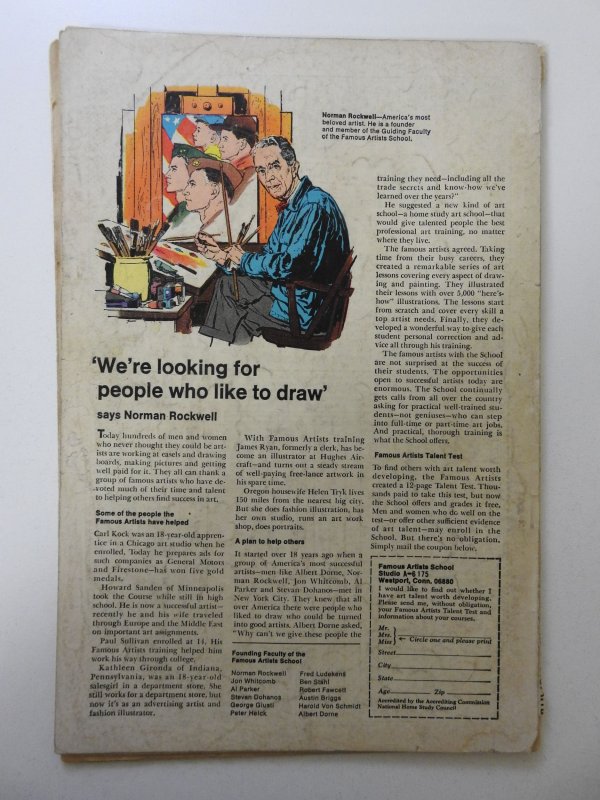 Norman Rockwell—America's most
beloved artist. He is a founder
and member of the Guiding Faculty
of the Famous Artists School.
'We're looking for
people who like to draw'
says Norman Rockwell
Today hundreds of men and women
who never thought they could be art-
ists are working at easels and drawing
boards, making pictures and getting
well paid for it. They all can thank a
group of famous artists who have de-
voted much of their time and talent
to helping others find success in art.
Some of the people the
Famous Artists have helped
Carl Kock was an 18-year-old appren-
tice in a Chicago art studio when he
enrolled. Today he prepares ads for
such companies as General Motors
and Firestone—has won five gold
medals.
Howard Sanden of Minneapolis
took the Course while still in high
school. He is now a successful artist—
recently he and his wife traveled
through Europe and the Middle East
on important art assignments.
Paul Sullivan enrolled at 14. His
Famous Artists training helped him
work his way through college.
Kathleen Gironda of Indiana,
Pennsylvania, was an 18-year-old
salesgirl in a department store. She
still works for a department store, but
now it's as an advertising artist and
fashion illustrator.
With Famous Artists training
James Ryan, formerly a clerk, has be-
come an illustrator at Hughes Air-
craft—and turns out a steady stream
of well-paying free-lance artwork in
his spare time.
Oregon housewife Helen Tryk lives
150 miles from the nearest big city.
But she does fashion illustration, has
her own studio, runs an art work
shop, does portraits.
A plan to help others
It started over 18 years ago when a
group of America's most successful
artists—men like Albert Dorne, Nor-
man Rockwell, Jon Whitcomb, Al
Parker and Stevan Dohanos—met in
New York City. They knew that all
over America there were people who
liked to draw who could be turned
into good artists. Albert Dorne asked,
"Why can't we give these people the
Founding Faculty of the
Famous Artists School
Norman Rockwell
Jon Whitcomb
Al Parker
Stevan Dohanos
George Giusti
Peter Helck
Fred Ludekens
Ben Stahl
Robert Fawcett
Austin Briggs
Harold Von Schmidt
Albert Dorne
training they need—including all the
trade secrets and know-how we've
learned over the years?"
He suggested a new kind of art
school—a home study art school—that
would give talented people the best
professional art training, no matter
where they live.
The famous artists agreed. Taking
time from their busy careers, they
created a remarkable series of art
lessons covering every aspect of draw-
ing and painting. They illustrated
their lessons with over 5,000 "here's-
how" illustrations. The lessons start
from scratch and cover every skill a
top artist needs. Finally, they de-
veloped a wonderful way to give each
student personal correction and ad-
vice all through his training.
The famous artists with the School
are not surprised at the success of
their students. The opportunities
open to successful artists today are
enormous. The School continually
gets calls from all over the country
asking for practical well-trained stu-
dents—not geniuses—who can step
into full-time or part-time art jobs.
And practical, thorough training is
what the School offers.
Famous Artists Talent Test
To find others with art talent worth
developing, the Famous Artists
created a 12-page Talent Test. Thou-
sands paid to take this test, but now
the School offers and grades it free.
Men and women who do well on the
test—or offer other sufficient evidence
of art talent—may enroll in the
School. But there's no obligation.
Simply mail the coupon below.
Famous Artists School
Studio A-6175
Westport, Conn. 06880
I would like to find out whether I
have art talent worth developing.
Please send me, without obligation,
your Famous Artists Talent Test and
information about your courses.
Mr.
Mrs. ← Circle one and please print
Miss
Street
City
State
Age Zip
Accredited by the Accrediting Commission
National Home Study Council